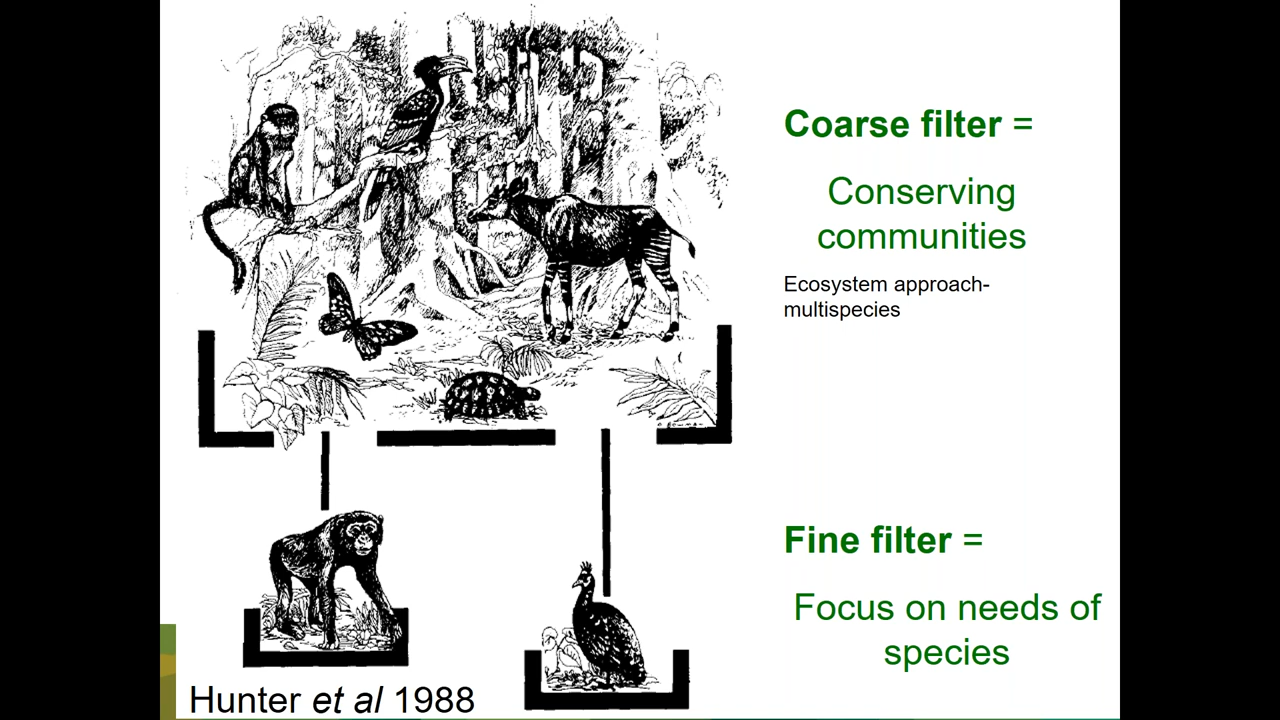 Coarse filter =
Conserving
communities
Ecosystem approach-
multispecies
Fine filter =
Focus on needs of
species
Hunter et al 1988